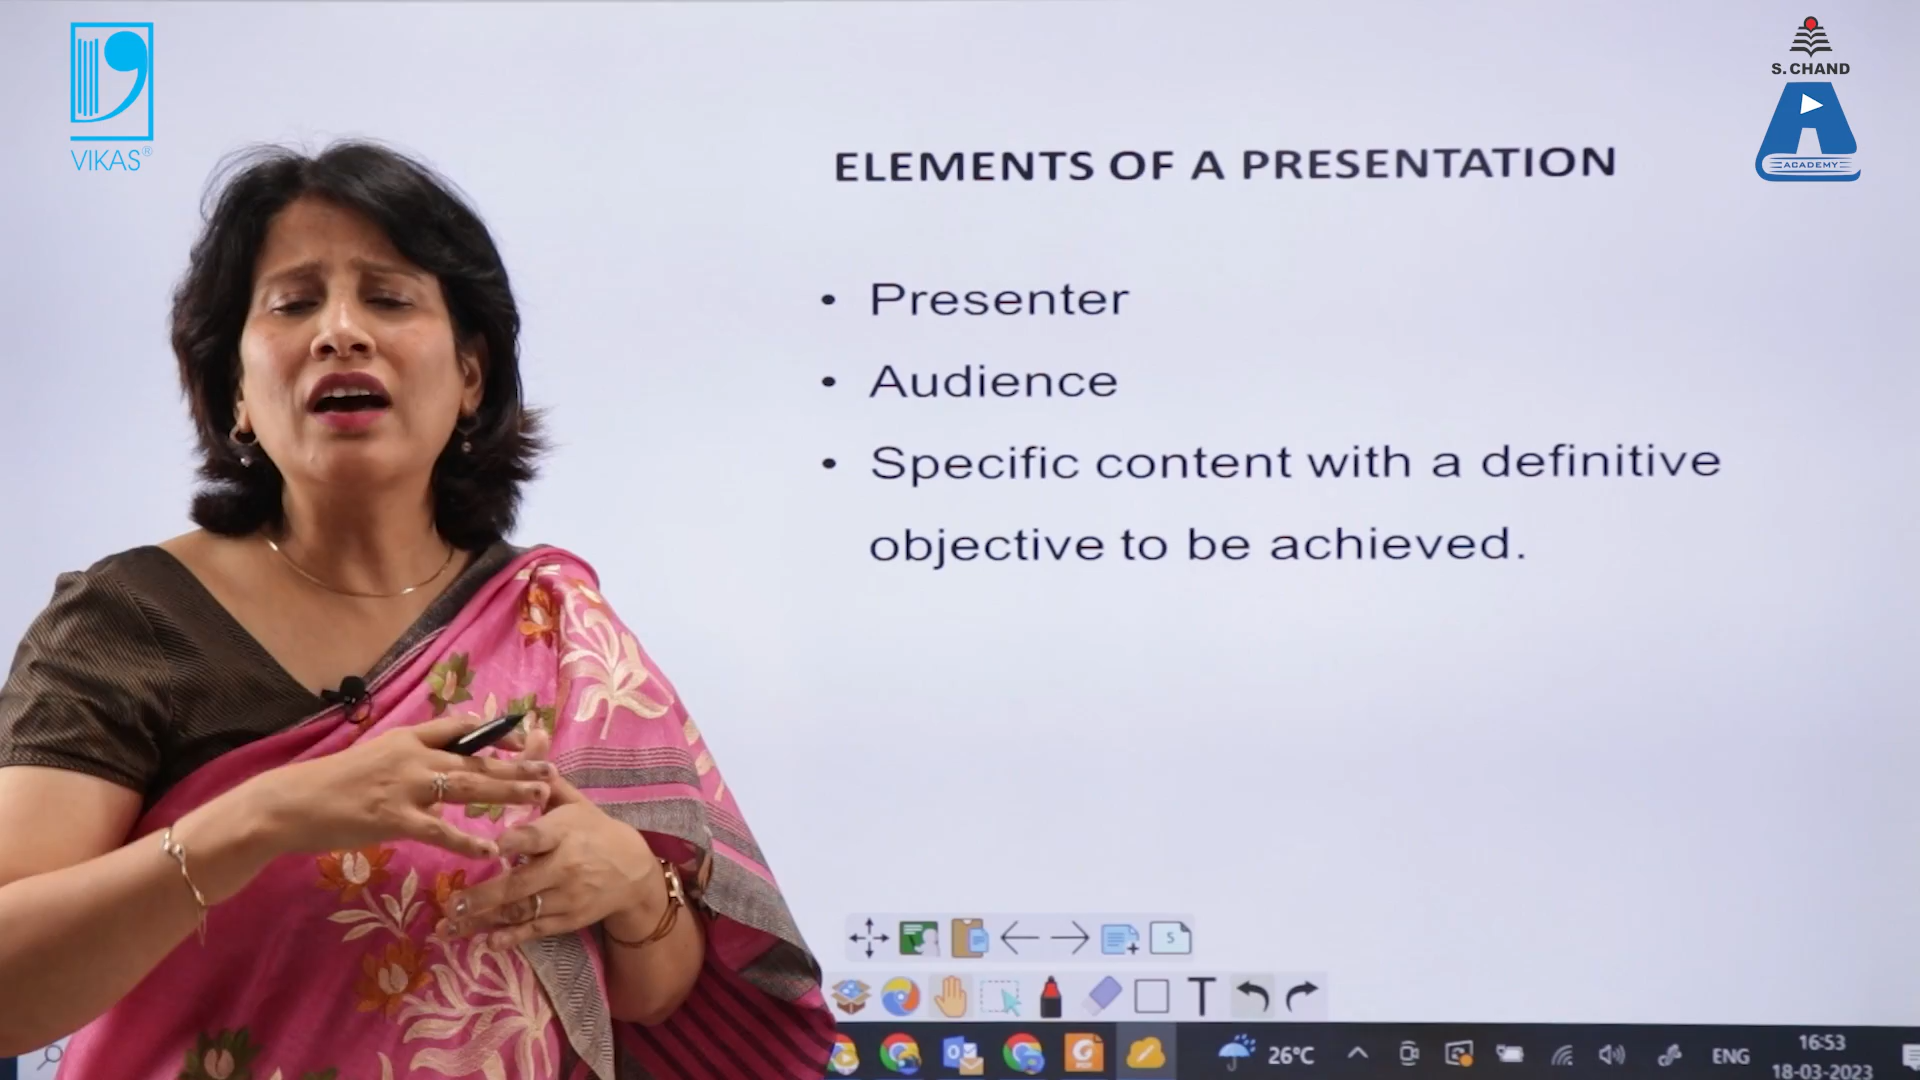 VIKAS®
S. CHAND
ACADEMY
ELEMENTS OF A PRESENTATION
• Presenter
• Audience
• Specific content with a definitive
objective to be achieved.
5
T
26°C
ENG
16:53
18-03-2023